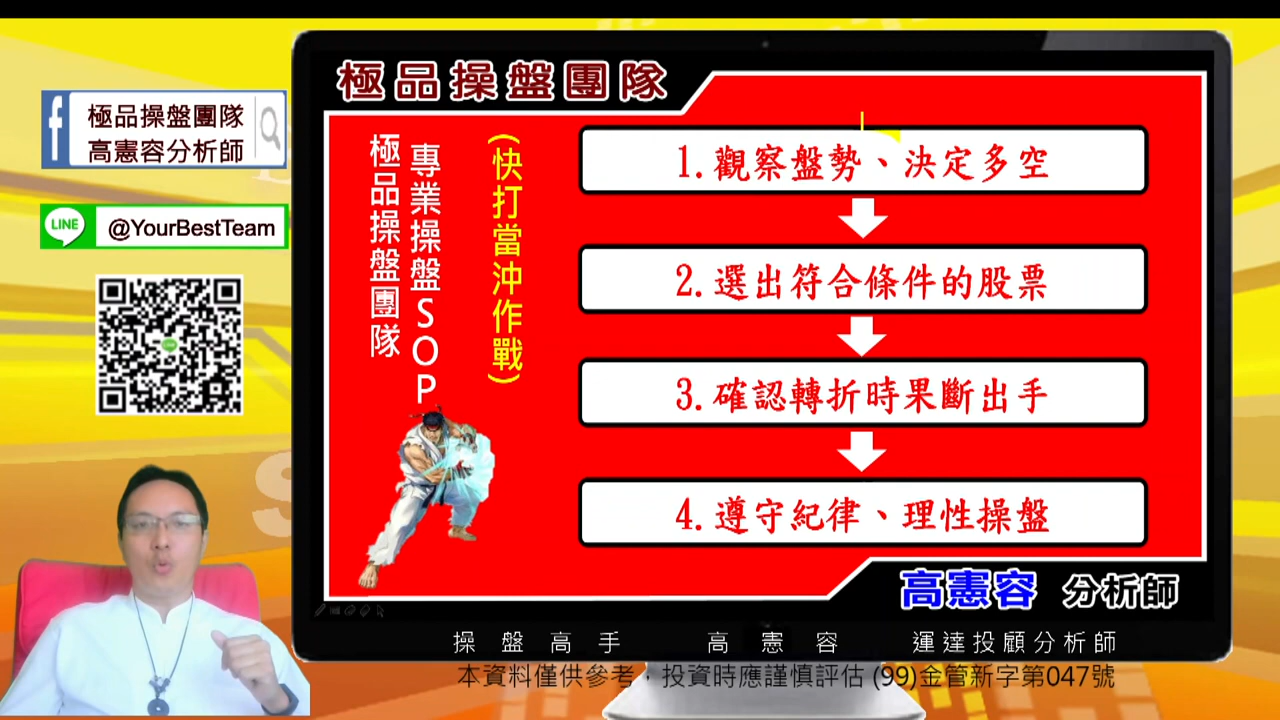 極品操盤團隊
高憲容分析師
LINE
@YourBestTeam
極品操盤團隊
極品操盤團隊
專業操盤SOP
(快打當沖作戰)
1.觀察盤勢、決定多空
2.選出符合條件的股票
3.確認轉折時果斷出手
4.遵守紀律、理性操盤
高憲容 分析師
操盤高手 高憲容 運達投顧分析師
本資料僅供參考，投資時應謹慎評估 (99)金管新字第047號